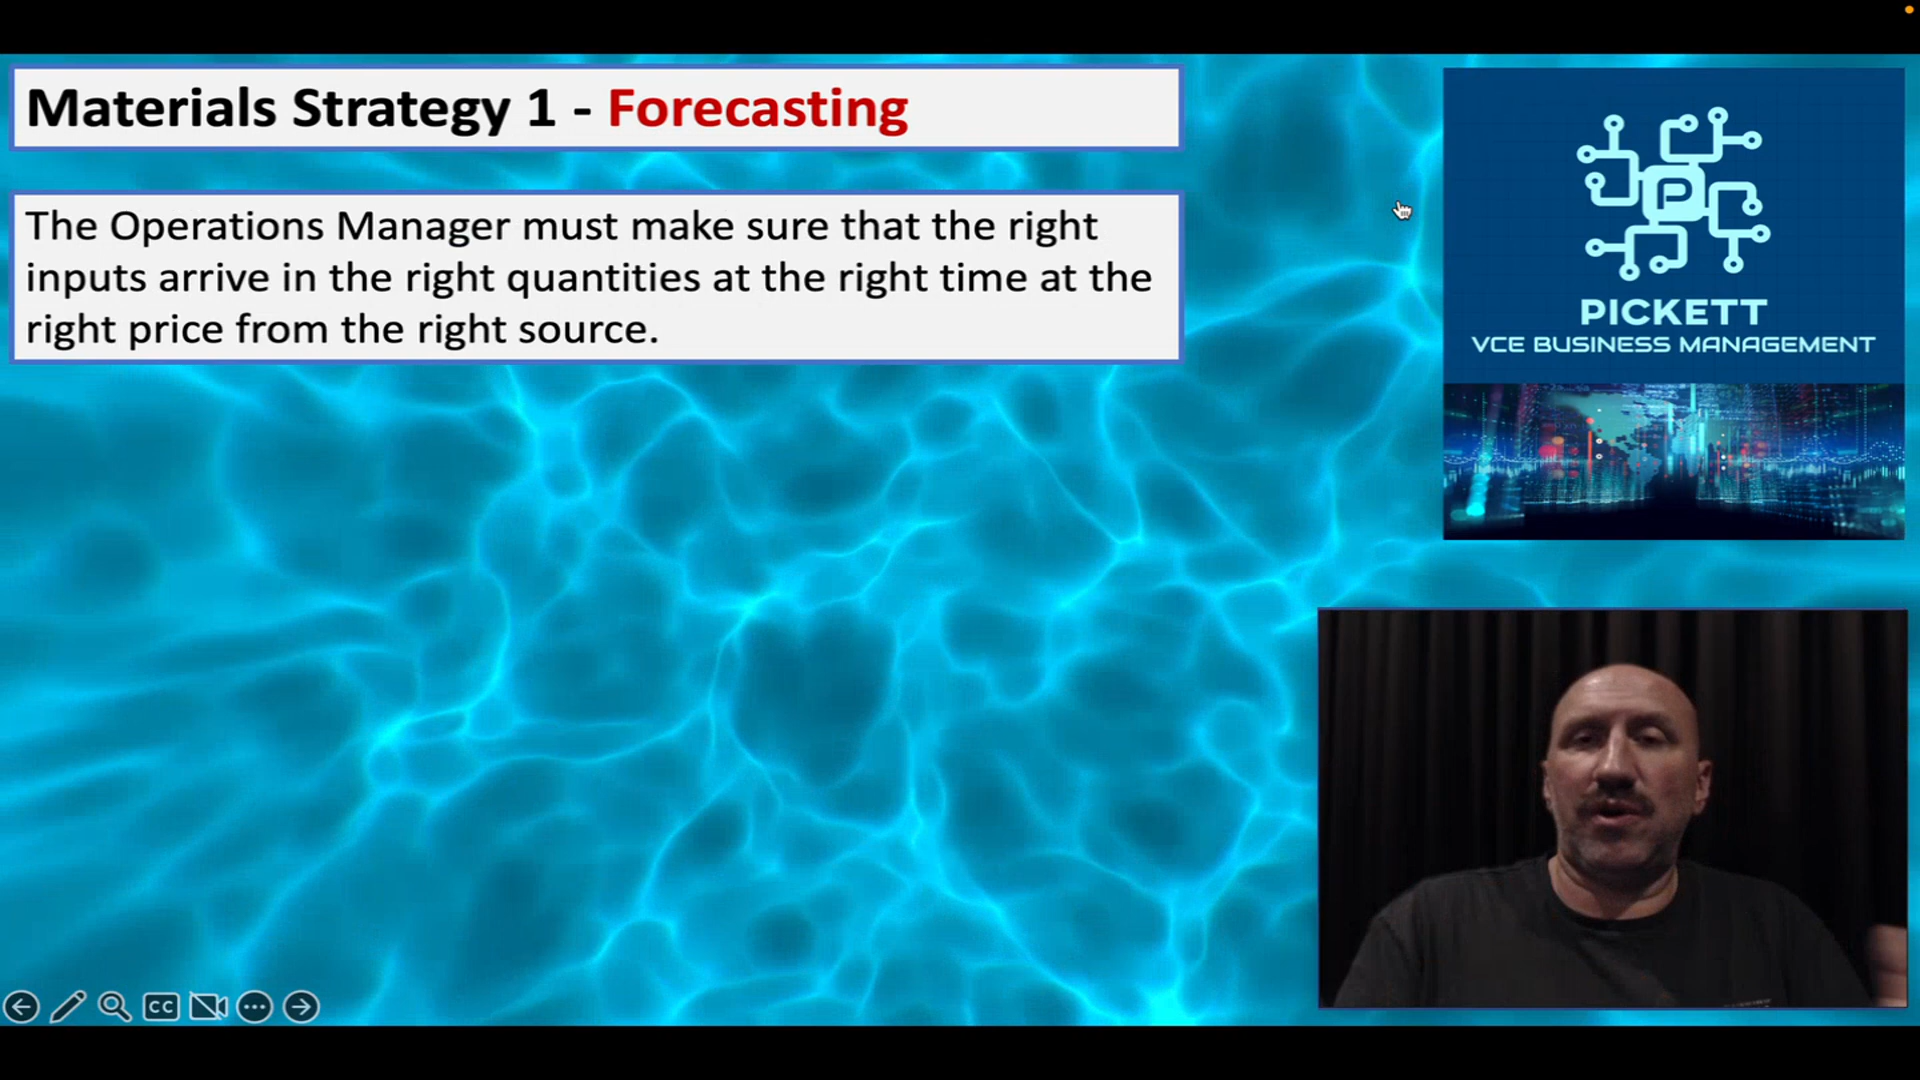 Materials Strategy 1 - Forecasting
The Operations Manager must make sure that the right
inputs arrive in the right quantities at the right time at the
right price from the right source.
P
PICKETT
VCE BUSINESS MANAGEMENT
CC